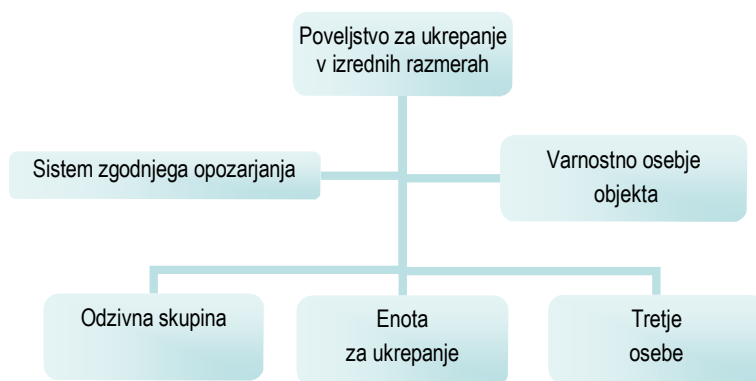 Poveljstvo za ukrepanje
v izrednih razmerah
Sistem zgodnjega opozarjanja
Varnostno osebje
objekta
Odzivna skupina
Enota
za ukrepanje
Tretje
osebe